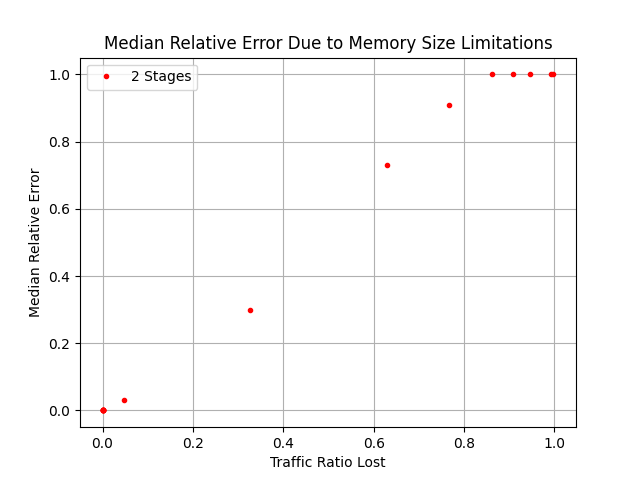 Median Relative Error Due to Memory Size Limitations
2 Stages
1.0
0.8
0.6
0.4
0.2
0.0
Median Relative Error
0.0 0.2 0.4 0.6 0.8 1.0
Traffic Ratio Lost